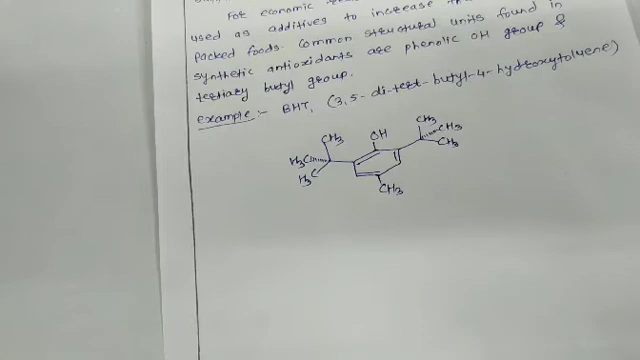 For economic
used as additives to increase
packed foods. Common structural units found in
synthetic antioxidants are phenolic OH group &
tertiary butyl group.
example:- BHT, (3,5-di-tert-butyl-4-hydroxytoluene)
CH3 OH CH3
H3C CH3
H3C CH3
CH3